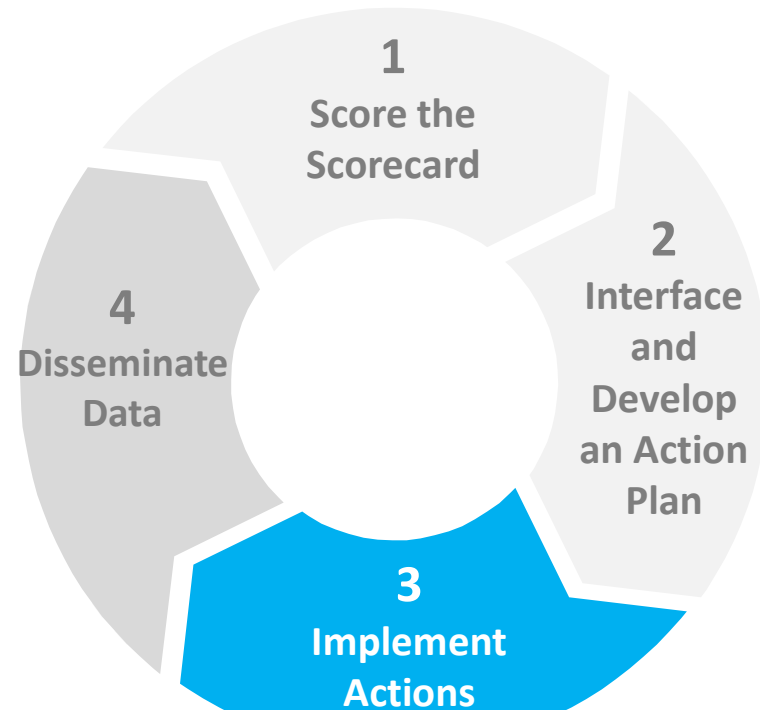 1
Score the
Scorecard
2
Interface
and
Develop
an Action
Plan
3
Implement
Actions
4
Disseminate
Data